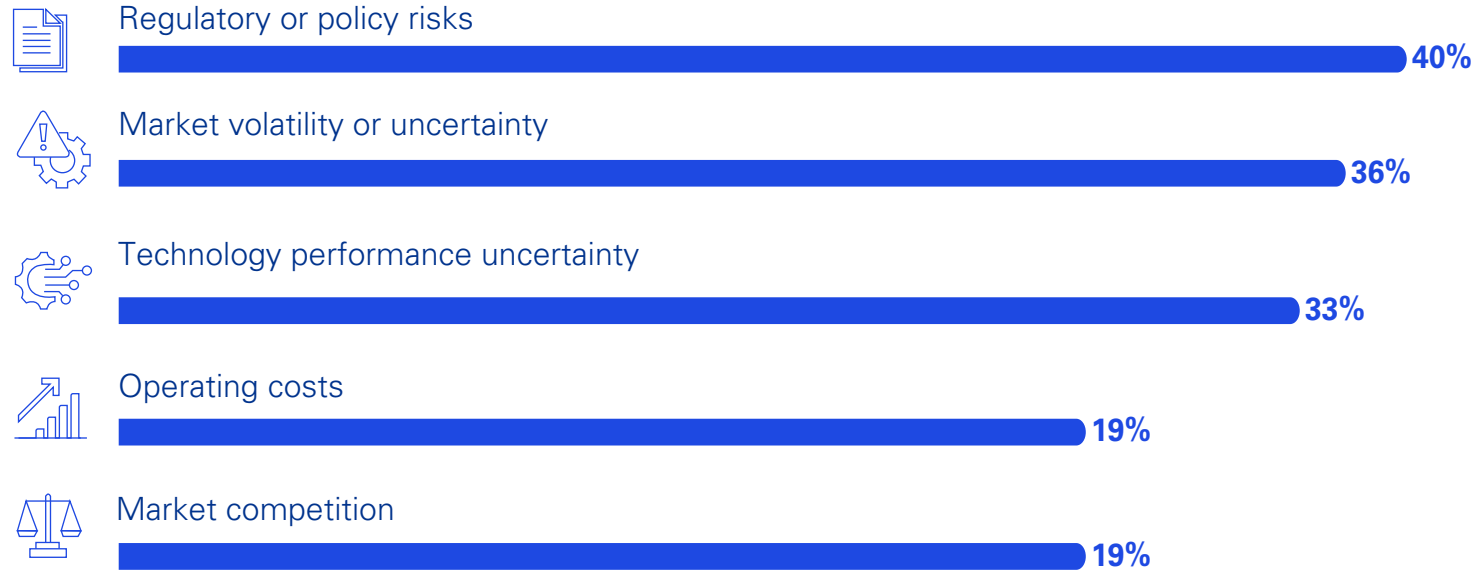 Regulatory or policy risks
40%
Market volatility or uncertainty
36%
Technology performance uncertainty
33%
Operating costs
19%
Market competition
19%